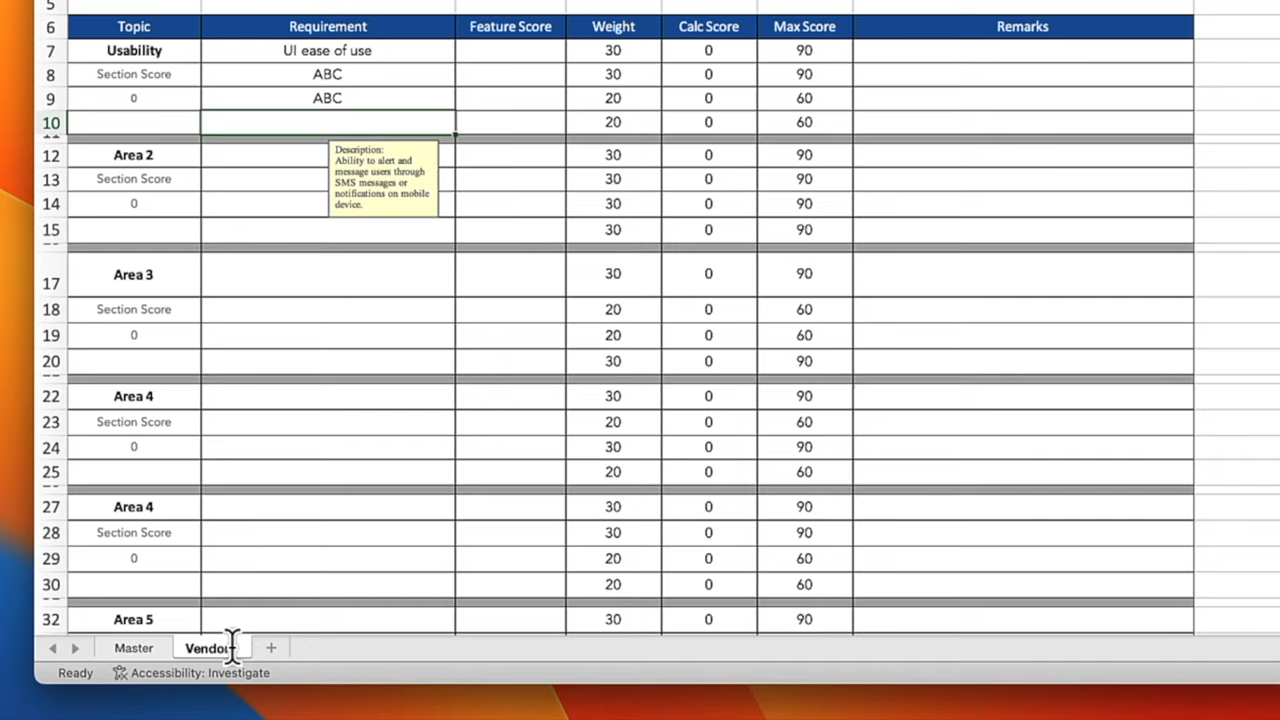 5
6 Topic Requirement Feature Score Weight Calc Score Max Score Remarks
7 Usability UI ease of use 30 0 90
8 Section Score ABC 30 0 90
9 0 ABC 20 0 60
10 20 0 60
11
12 Area 2 30 0 90
Description:
Ability to alert and
message users through
SMS messages or
notifications on mobile
device.
13 Section Score 30 0 90
14 0 30 0 90
15 30 0 90
17 Area 3 30 0 90
18 Section Score 20 0 60
19 0 20 0 60
20 30 0 90
22 Area 4 30 0 90
23 Section Score 20 0 60
24 0 30 0 90
25 20 0 60
27 Area 4 30 0 90
28 Section Score 30 0 90
29 0 20 0 60
30 20 0 60
32 Area 5 30 0 90
Master Vendor +
Ready Accessibility: Investigate